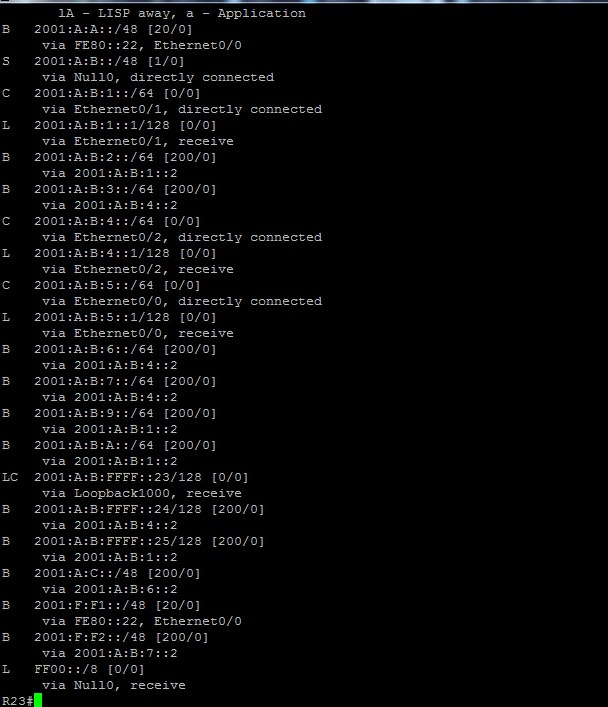 lA - LISP away, a - Application
B   2001:A:A::/48 [20/0]
     via FE80::22, Ethernet0/0
S   2001:A:B::/48 [1/0]
     via Null0, directly connected
C   2001:A:B:1::/64 [0/0]
     via Ethernet0/1, directly connected
L   2001:A:B:1::1/128 [0/0]
     via Ethernet0/1, receive
B   2001:A:B:2::/64 [200/0]
     via 2001:A:B:1::2
B   2001:A:B:3::/64 [200/0]
     via 2001:A:B:4::2
C   2001:A:B:4::/64 [0/0]
     via Ethernet0/2, directly connected
L   2001:A:B:4::1/128 [0/0]
     via Ethernet0/2, receive
C   2001:A:B:5::/64 [0/0]
     via Ethernet0/0, directly connected
L   2001:A:B:5::1/128 [0/0]
     via Ethernet0/0, receive
B   2001:A:B:6::/64 [200/0]
     via 2001:A:B:4::2
B   2001:A:B:7::/64 [200/0]
     via 2001:A:B:4::2
B   2001:A:B:9::/64 [200/0]
     via 2001:A:B:1::2
B   2001:A:B:A::/64 [200/0]
     via 2001:A:B:1::2
LC  2001:A:B:FFFF::23/128 [0/0]
     via Loopback1000, receive
B   2001:A:B:FFFF::24/128 [200/0]
     via 2001:A:B:4::2
B   2001:A:B:FFFF::25/128 [200/0]
     via 2001:A:B:1::2
B   2001:A:C::/48 [200/0]
     via 2001:A:B:6::2
B   2001:F:F1::/48 [20/0]
     via FE80::22, Ethernet0/0
B   2001:F:F2::/48 [200/0]
     via 2001:A:B:7::2
L   FF00::/8 [0/0]
     via Null0, receive
R23#